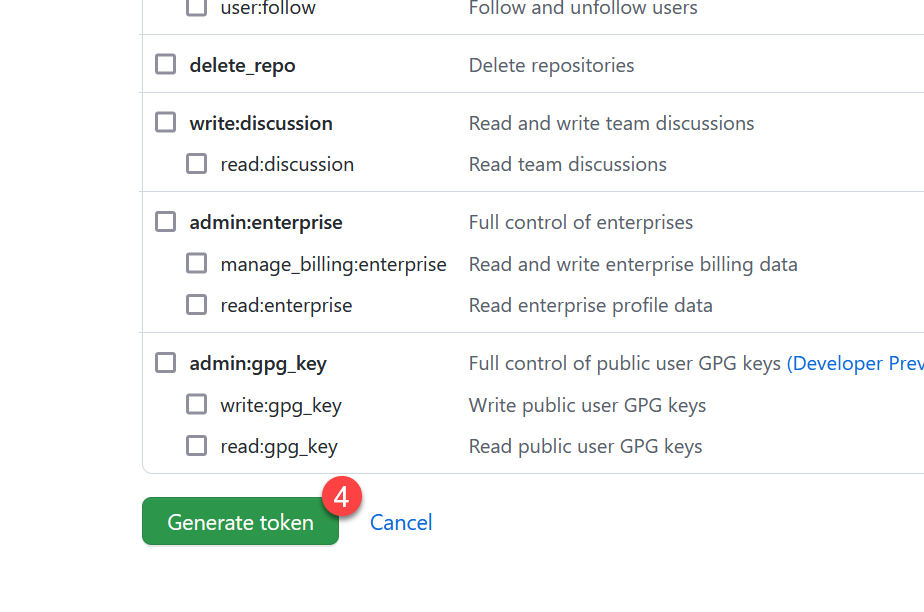 user:follow Follow and unfollow users
delete_repo Delete repositories
write:discussion Read and write team discussions
read:discussion Read team discussions
admin:enterprise Full control of enterprises
manage_billing:enterprise Read and write enterprise billing data
read:enterprise Read enterprise profile data
admin:gpg_key Full control of public user GPG keys (Developer Prev
write:gpg_key Write public user GPG keys
read:gpg_key Read public user GPG keys
4
Generate token Cancel